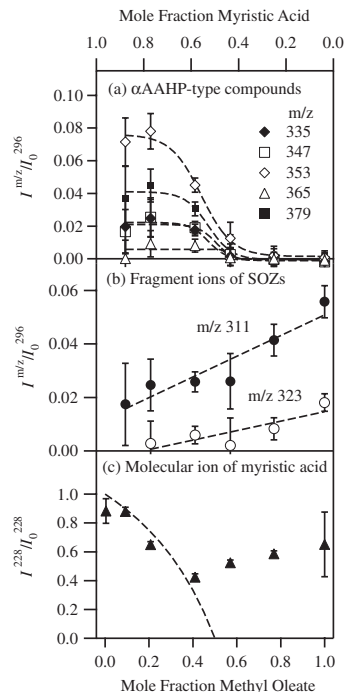 Mole Fraction Myristic Acid
1.0 0.8 0.6 0.4 0.2 0.0
(a) αAAHP-type compounds
m/z
335
347
353
365
379
0.10
0.08
0.06
0.04
0.02
0.00
I^m/z/I₀^296
(b) Fragment ions of SOZs
m/z 311
m/z 323
0.06
0.04
0.02
0.00
I^m/z/I₀^296
(c) Molecular ion of myristic acid
1.0
0.8
0.6
0.4
0.2
0.0
I^228/I₀^228
0.0 0.2 0.4 0.6 0.8 1.0
Mole Fraction Methyl Oleate